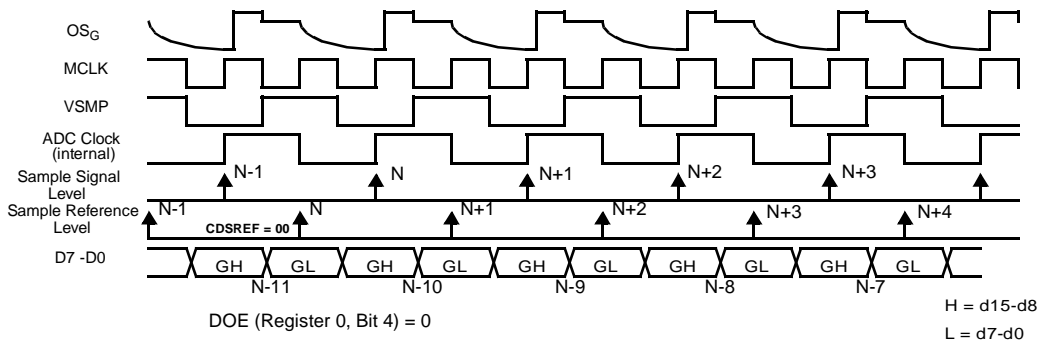 OSG
MCLK
VSMP
ADC Clock
(internal)
Sample Signal
Level
N-1 N N+1 N+2 N+3
Sample Reference
Level
N-1 N N+1 N+2 N+3 N+4
CDSREF = 00
D7 -D0
GH GL GH GL GH GL GH GL GH GL
N-11 N-10 N-9 N-8 N-7
DOE (Register 0, Bit 4) = 0
H = d15-d8
L = d7-d0